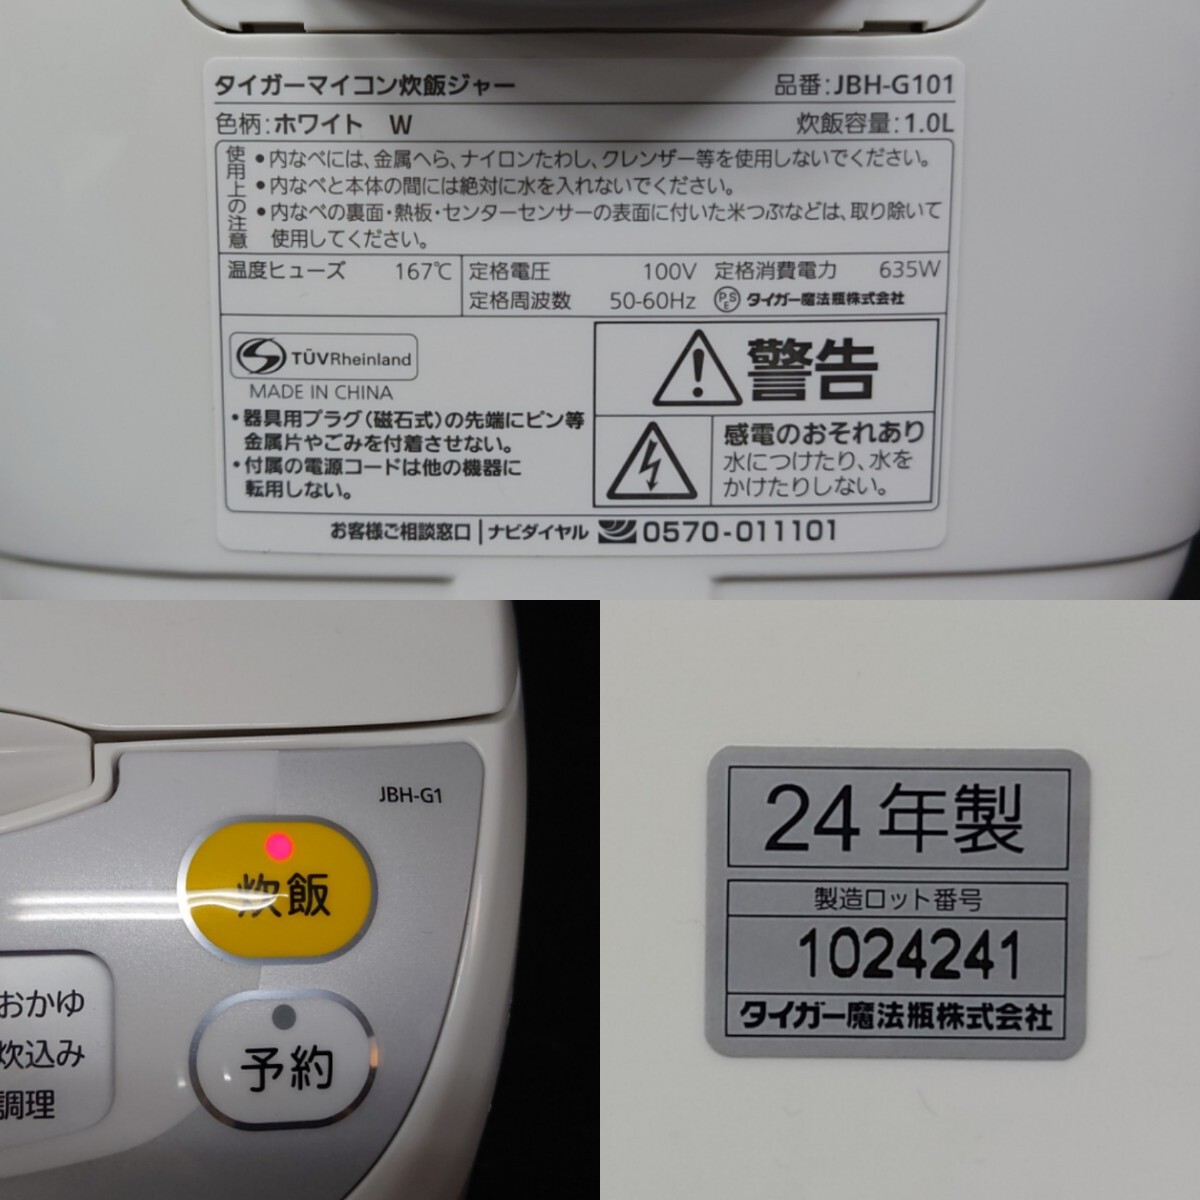 タイガーマイコン炊飯ジャー 品番:JBH-G101
色柄:ホワイト W 炊飯容量:1.0L
使用上の注意
•内なべには、金属へら、ナイロンたわし、クレンザー等を使用しないでください。
•内なべと本体の間には絶対に水を入れないでください。
•内なべの裏面・熱板・センターセンサーの表面に付いた米つぶなどは、取り除いて
使用してください。
温度ヒューズ 167℃ 定格電圧 100V 定格消費電力 635W
定格周波数 50-60Hz PSE タイガー魔法瓶株式会社
TÜVRheinland
MADE IN CHINA
•器具用プラグ(磁石式)の先端にピン等
金属片やごみを付着させない。
•付属の電源コードは他の機器に
転用しない。
警告
感電のおそれあり
水につけたり、水を
かけたりしない。
お客様ご相談窓口|ナビダイヤル 0570-011101
JBH-G1
炊飯
予約
おかゆ
炊込み
調理
24年製
製造ロット番号
1024241
タイガー魔法瓶株式会社